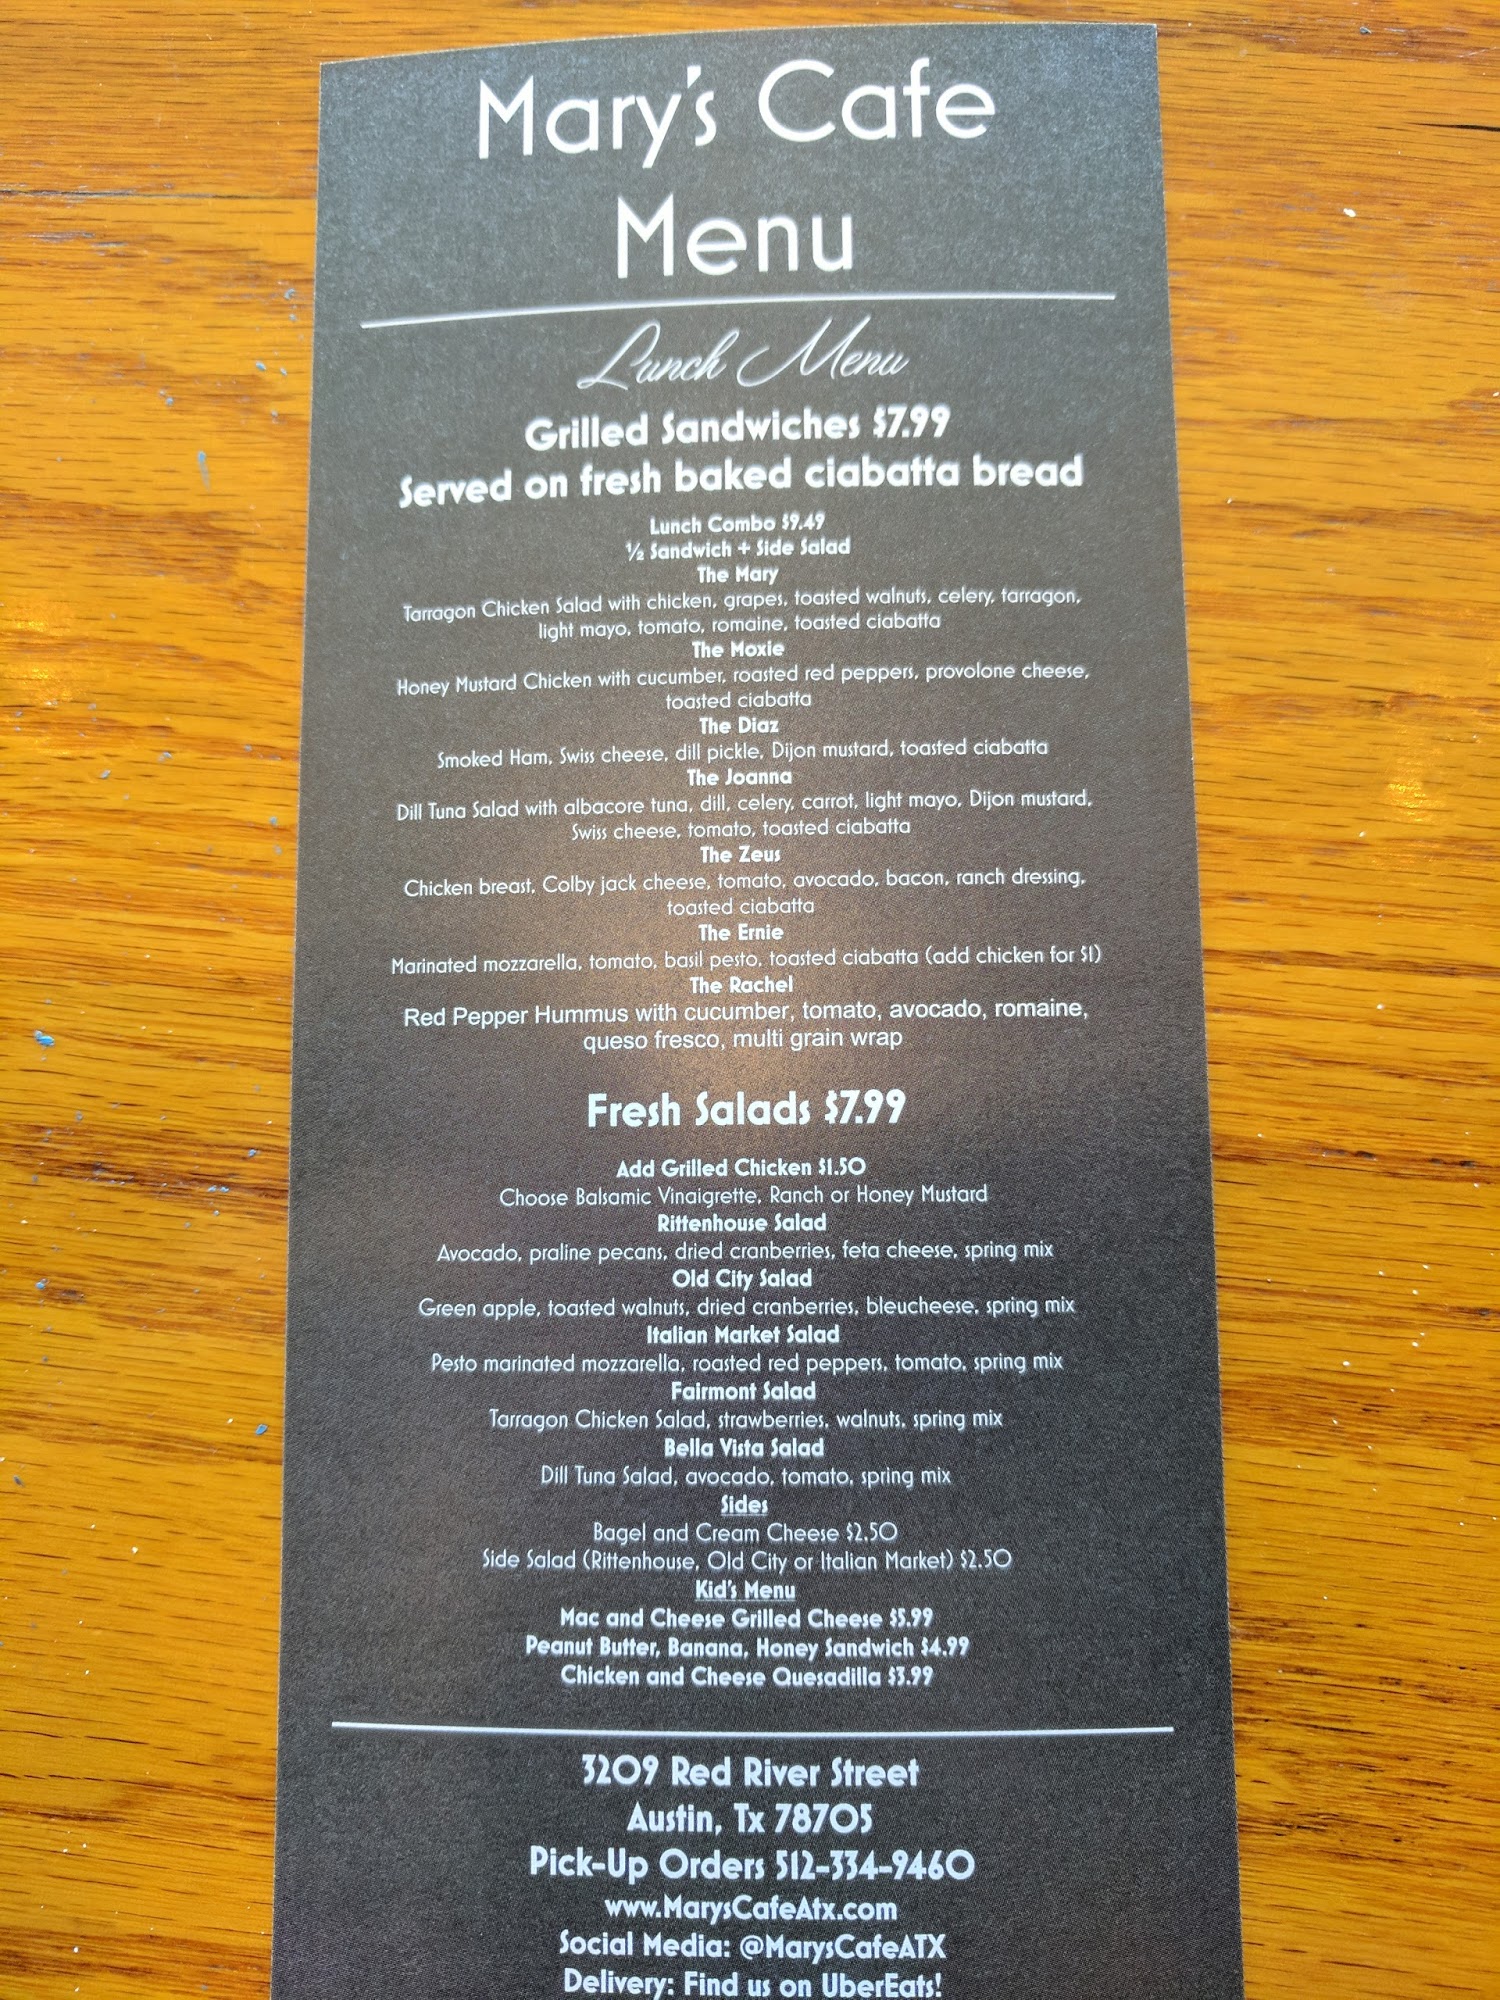 Mary's Cafe
Menu
Lunch Menu
Grilled Sandwiches $7.99
Served on fresh baked ciabatta bread
Lunch Combo $9.49
½ Sandwich + Side Salad
The Mary
Tarragon Chicken Salad with chicken, grapes, toasted walnuts, celery, tarragon,
light mayo, tomato, romaine, toasted ciabatta
The Moxie
Honey Mustard Chicken with cucumber, roasted red peppers, provolone cheese,
toasted ciabatta
The Diaz
Smoked Ham, Swiss cheese, dill pickle, Dijon mustard, toasted ciabatta
The Joanna
Dill Tuna Salad with albacore tuna, dill, celery, carrot, light mayo, Dijon mustard,
Swiss cheese, tomato, toasted ciabatta
The Zeus
Chicken breast, Colby jack cheese, tomato, avocado, bacon, ranch dressing,
toasted ciabatta
The Ernie
Marinated mozzarella, tomato, basil pesto, toasted ciabatta (add chicken for $1)
The Rachel
Red Pepper Hummus with cucumber, tomato, avocado, romaine,
queso fresco, multi grain wrap
Fresh Salads $7.99
Add Grilled Chicken $1.50
Choose Balsamic Vinaigrette, Ranch or Honey Mustard
Rittenhouse Salad
Avocado, praline pecans, dried cranberries, feta cheese, spring mix
Old City Salad
Green apple, toasted walnuts, dried cranberries, bleucheese, spring mix
Italian Market Salad
Pesto marinated mozzarella, roasted red peppers, tomato, spring mix
Fairmont Salad
Tarragon Chicken Salad, strawberries, walnuts, spring mix
Bella Vista Salad
Dill Tuna Salad, avocado, tomato, spring mix
Sides
Bagel and Cream Cheese $2.50
Side Salad (Rittenhouse, Old City or Italian Market) $2.50
Kid's Menu
Mac and Cheese Grilled Cheese $5.99
Peanut Butter, Banana, Honey Sandwich $4.99
Chicken and Cheese Quesadilla $3.99
3209 Red River Street
Austin, Tx 78705
Pick-Up Orders 512-334-9460
www.MarysCafeAtx.com
Social Media: @MarysCafeATX
Delivery: Find us on UberEats!